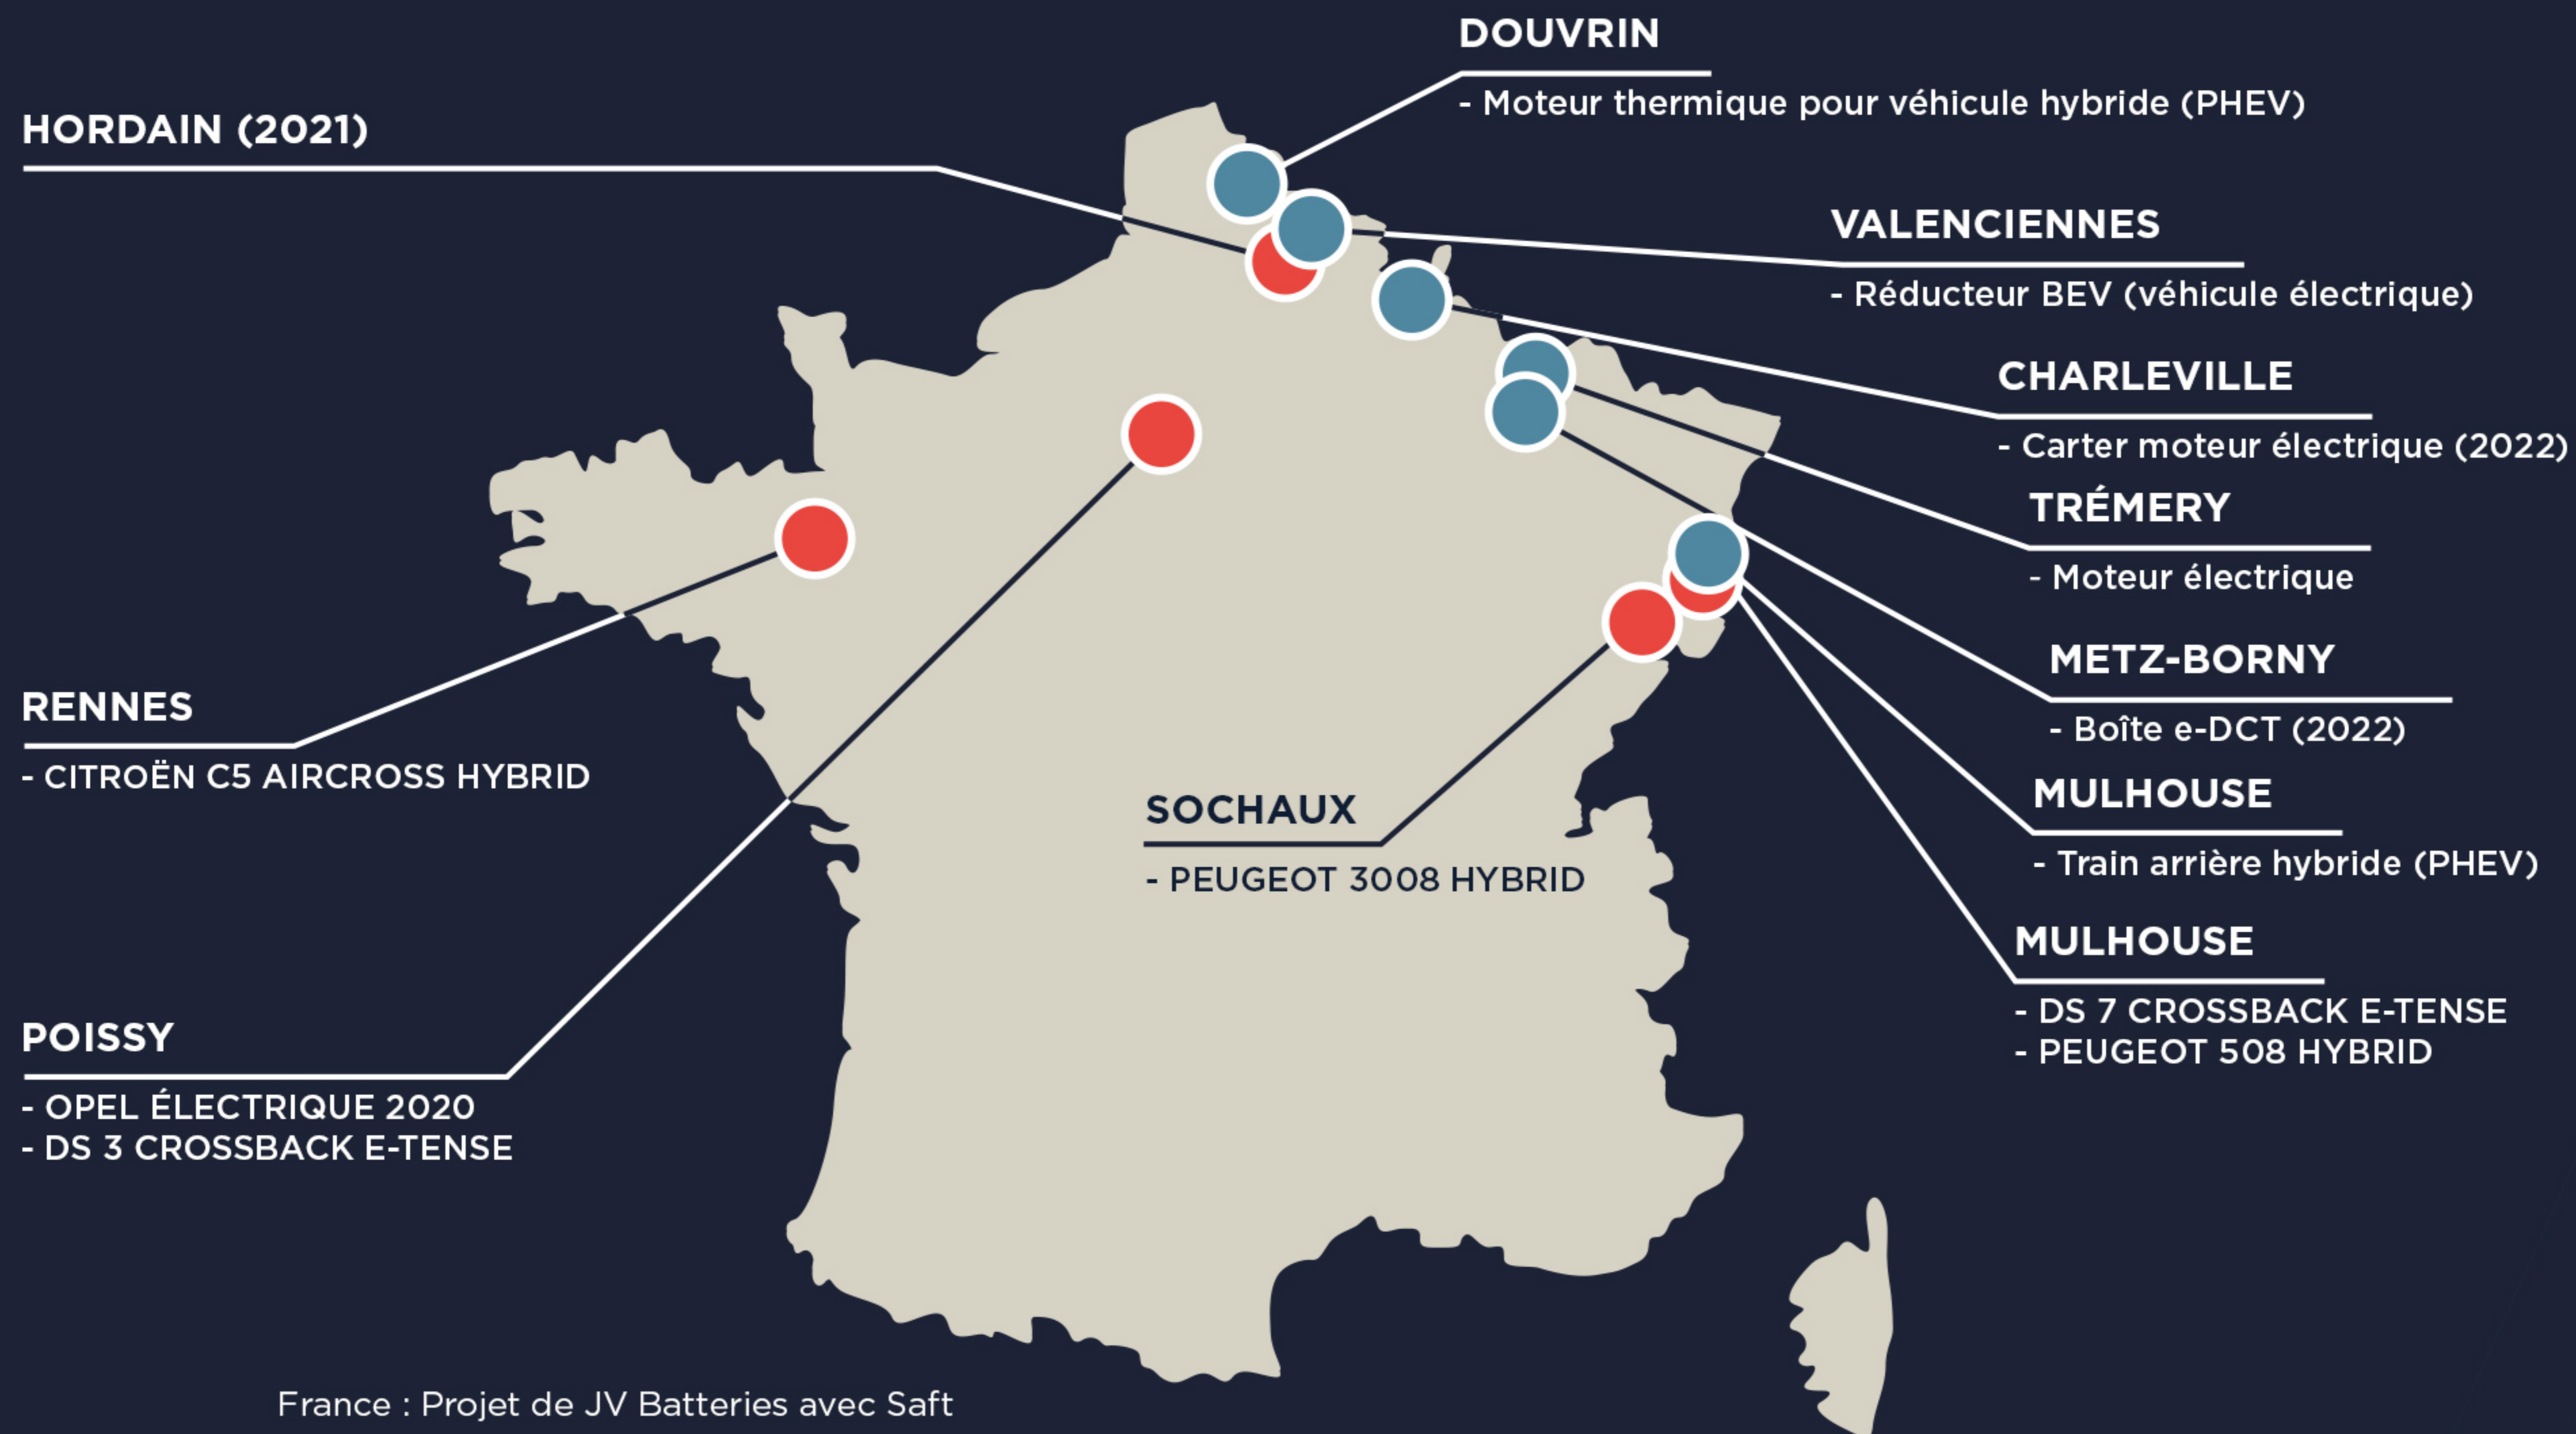 DOUVRIN
- Moteur thermique pour véhicule hybride (PHEV)
HORDAIN (2021)
VALENCIENNES
- Réducteur BEV (véhicule électrique)
CHARLEVILLE
- Carter moteur électrique (2022)
TRÉMERY
- Moteur électrique
METZ-BORNY
- Boîte e-DCT (2022)
MULHOUSE
- Train arrière hybride (PHEV)
MULHOUSE
- DS 7 CROSSBACK E-TENSE
- PEUGEOT 508 HYBRID
RENNES
- CITROËN C5 AIRCROSS HYBRID
SOCHAUX
- PEUGEOT 3008 HYBRID
POISSY
- OPEL ÉLECTRIQUE 2020
- DS 3 CROSSBACK E-TENSE
France : Projet de JV Batteries avec Saft